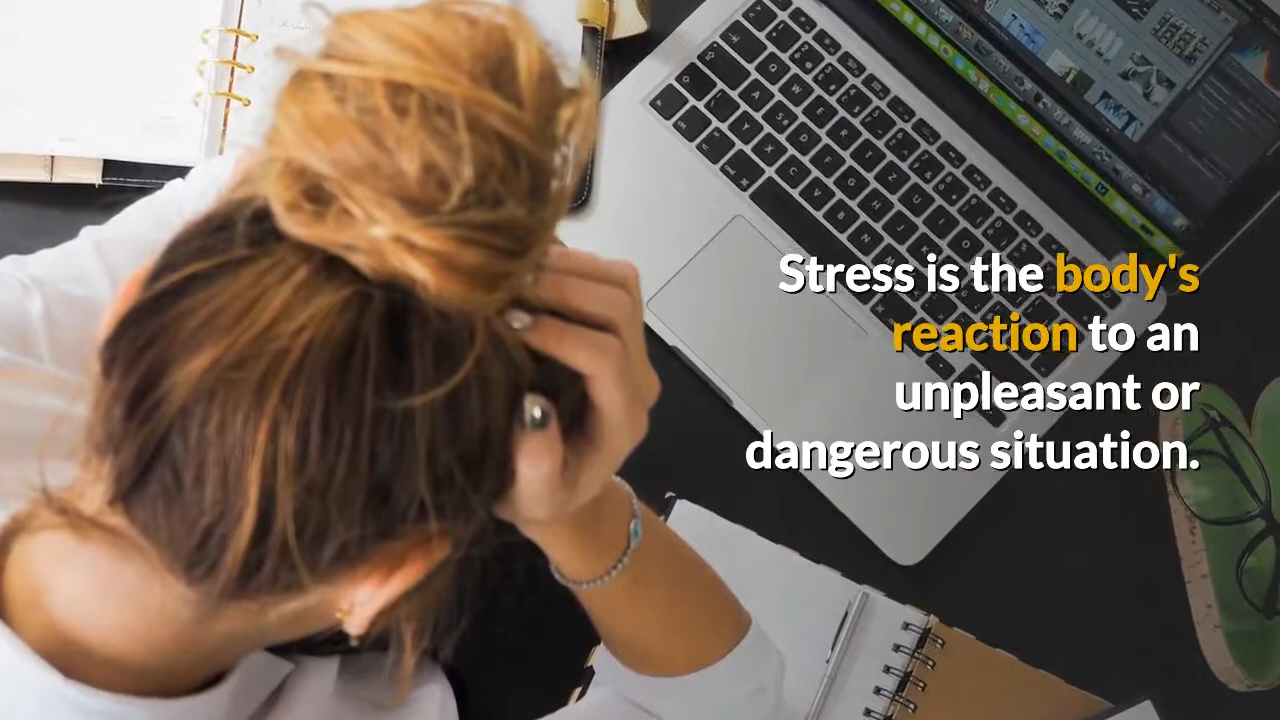 Stress is the body's
reaction to an
unpleasant or
dangerous situation.